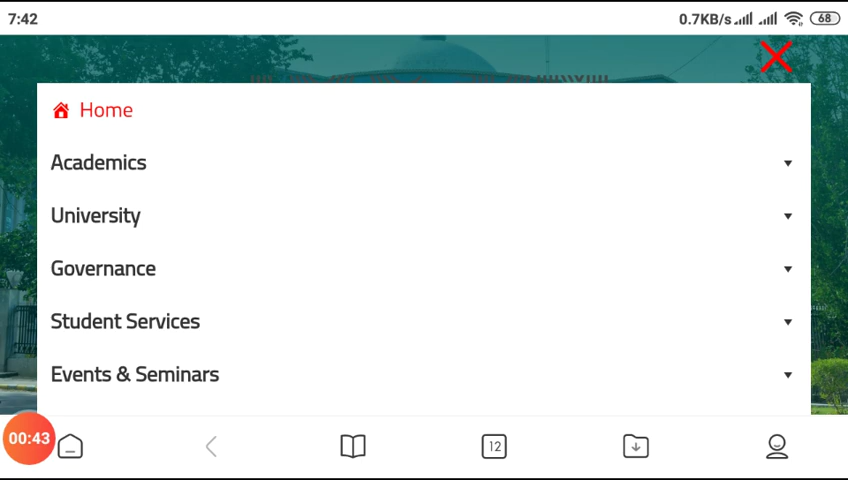 7:42 0.7KB/s 68
Home
Academics
University
Governance
Student Services
Events & Seminars
00:43 12